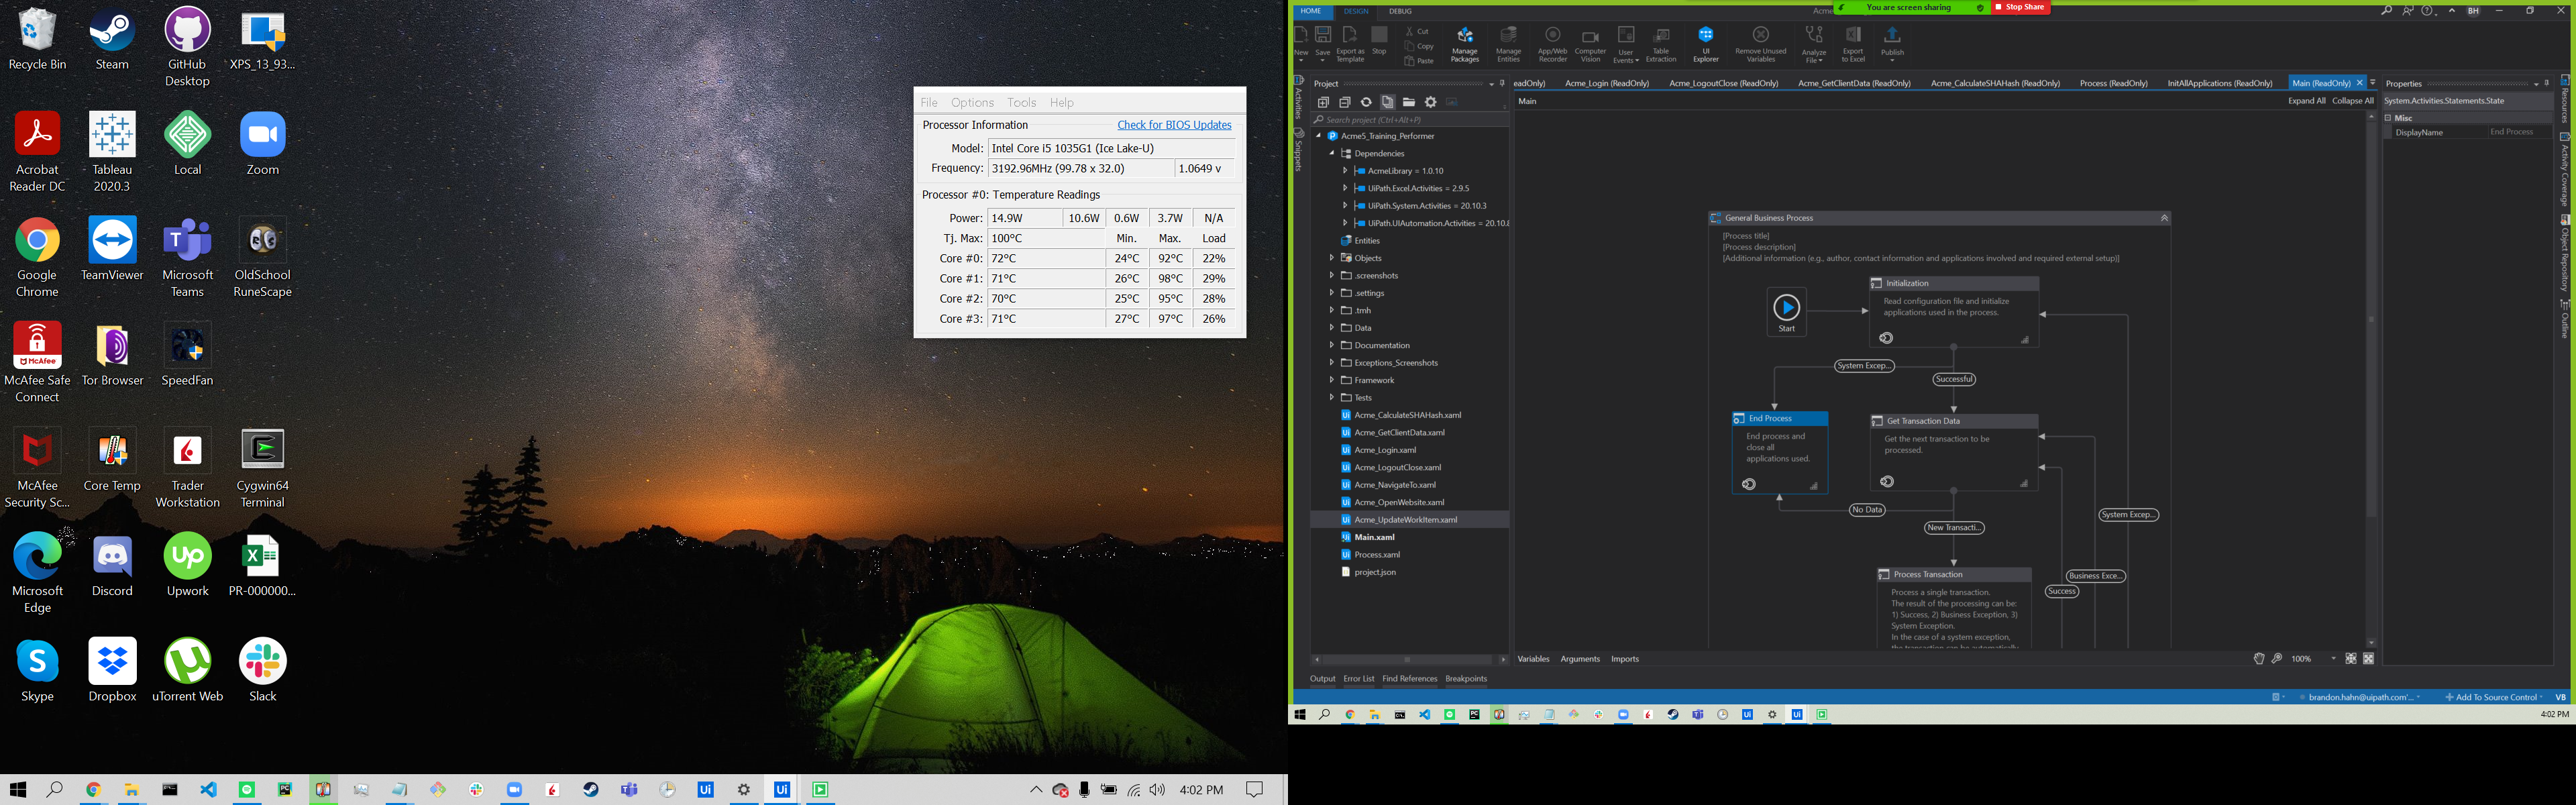 Recycle Bin
Steam
GitHub
Desktop
XPS_13_93...
Acrobat
Reader DC
Tableau
2020.3
Local
Zoom
Google
Chrome
TeamViewer
Microsoft
Teams
OldSchool
RuneScape
McAfee
McAfee Safe
Connect
Tor Browser
SpeedFan
McAfee
Security Sc...
Core Temp
Trader
Workstation
Cygwin64
Terminal
Microsoft
Edge
Discord
Up
Upwork
PR-000000...
Skype
Dropbox
uTorrent Web
Slack
File Options Tools Help
Processor Information Check for BIOS Updates
Model: Intel Core i5 1035G1 (Ice Lake-U)
Frequency: 3192.96MHz (99.78 x 32.0) 1.0649 v
Processor #0: Temperature Readings
Power: 14.9W 10.6W 0.6W 3.7W N/A
Tj. Max: 100°C Min. Max. Load
Core #0: 72°C 24°C 92°C 22%
Core #1: 71°C 26°C 98°C 29%
Core #2: 70°C 25°C 95°C 28%
Core #3: 71°C 27°C 97°C 26%
4:02 PM
HOME DESIGN DEBUG
Acme
You are screen sharing Stop Share
BH
New
Save
Export as
Template
Stop
Cut
Copy
Paste
Manage
Packages
Manage
Entities
App/Web
Recorder
Computer
Vision
User
Events
Table
Extraction
UI
Explorer
Remove Unused
Variables
Analyze
File
Export
to Excel
Publish
Activities
Snippets
Project
Search project (Ctrl+Alt+P)
Acme5_Training_Performer
Dependencies
AcmeLibrary = 1.0.10
UiPath.Excel.Activities = 2.9.5
UiPath.System.Activities = 20.10.3
UiPath.UIAutomation.Activities = 20.10.8
Entities
Objects
.screenshots
.settings
.tmh
Data
Documentation
Exceptions_Screenshots
Framework
Tests
Acme_CalculateSHAHash.xaml
Acme_GetClientData.xaml
Acme_Login.xaml
Acme_LogoutClose.xaml
Acme_NavigateTo.xaml
Acme_OpenWebsite.xaml
Acme_UpdateWorkItem.xaml
Main.xaml
Process.xaml
project.json
eadOnly) Acme_Login (ReadOnly) Acme_LogoutClose (ReadOnly) Acme_GetClientData (ReadOnly) Acme_CalculateSHAHash (ReadOnly) Process (ReadOnly) InitAllApplications (ReadOnly) Main (ReadOnly)
Main Expand All Collapse All
General Business Process
[Process title]
[Process description]
[Additional information (e.g., author, contact information and applications involved and required external setup)]
Start
Initialization
Read configuration file and initialize
applications used in the process.
System Excep...
Successful
End Process
End process and
close all
applications used.
Get Transaction Data
Get the next transaction to be
processed.
No Data
New Transacti...
System Excep...
Business Exce...
Success
Process Transaction
Process a single transaction.
The result of the processing can be:
1) Success, 2) Business Exception, 3)
System Exception.
In the case of a system exception,
the transaction can be automatically
Variables Arguments Imports
100%
Properties
System.Activities.Statements.State
Misc
DisplayName End Process
Resources
Activity Coverage
Object Repository
Outline
Output Error List Find References Breakpoints
brandon.hahn@uipath.com'... Add To Source Control VB
4:02 PM